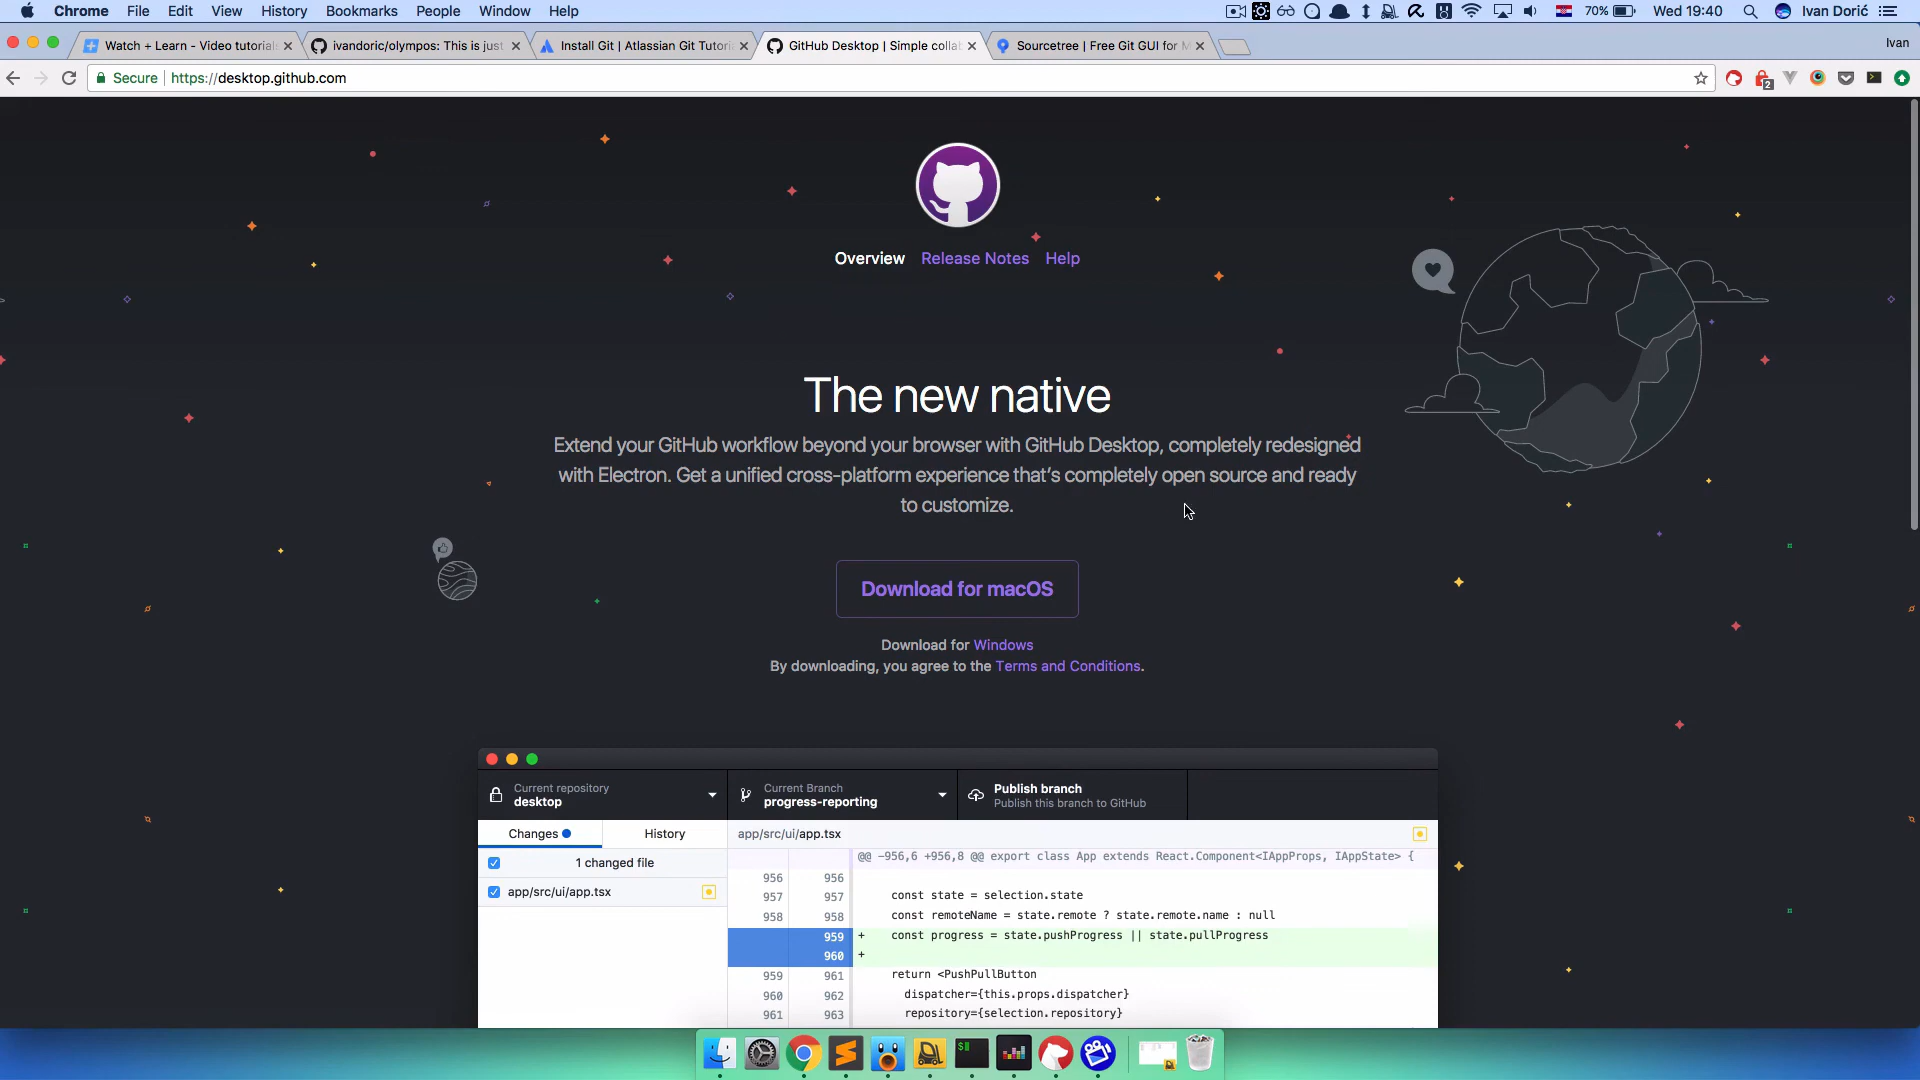 Chrome File Edit View History Bookmarks People Window Help 70% Wed 19:40 Ivan Dorić
Watch + Learn - Video tutorials ivandoric/olympos: This is just Install Git | Atlassian Git Tutori GitHub Desktop | Simple collab Sourcetree | Free Git GUI for M Ivan
Secure https://desktop.github.com 2
Overview Release Notes Help
The new native
Extend your GitHub workflow beyond your browser with GitHub Desktop, completely redesigned
with Electron. Get a unified cross-platform experience that's completely open source and ready
to customize.
Download for macOS
Download for Windows
By downloading, you agree to the Terms and Conditions.
Current repository
desktop
Current Branch
progress-reporting
Publish branch
Publish this branch to GitHub
Changes History
1 changed file
app/src/ui/app.tsx
app/src/ui/app.tsx
@@ -956,6 +956,8 @@ export class App extends React.Component<IAppProps, IAppState> {
956 956
957 957 const state = selection.state
958 958 const remoteName = state.remote ? state.remote.name : null
959 + const progress = state.pushProgress || state.pullProgress
960 +
959 961 return <PushPullButton
960 962 dispatcher={this.props.dispatcher}
961 963 repository={selection.repository}